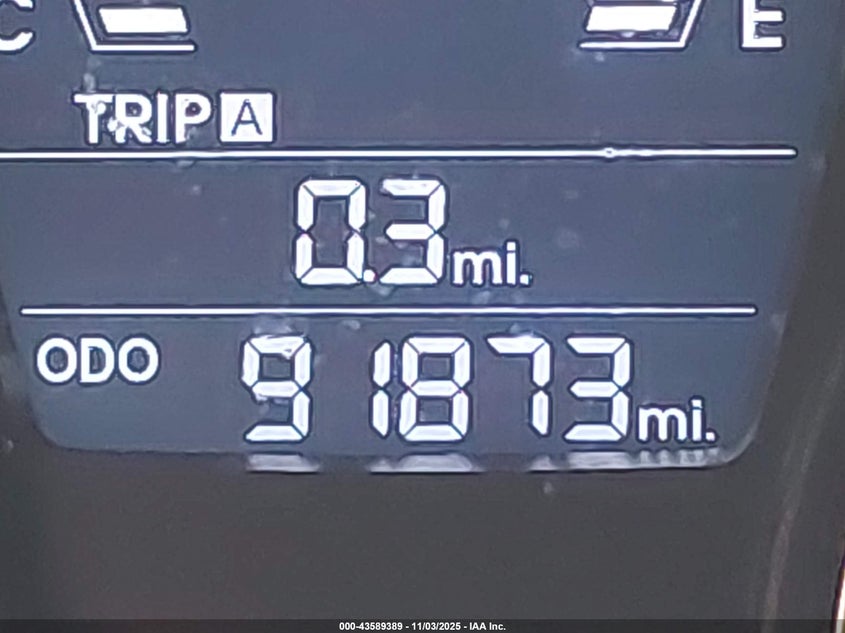 C E
TRIP A
0.3 mi.
ODO 91873 mi.
000-43589389 - 11/03/2025 - IAA Inc.